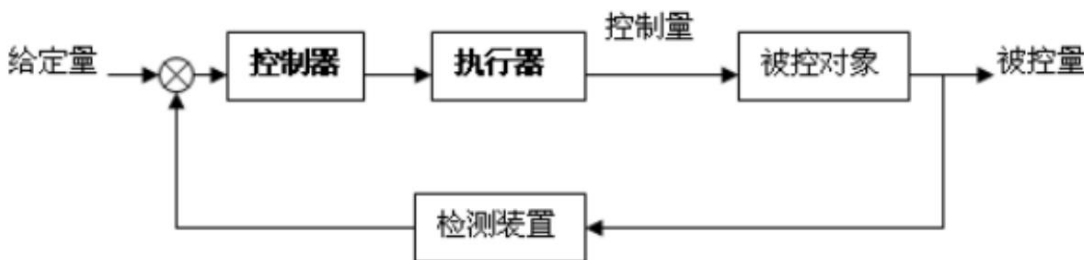 给定量
控制器
执行器
控制量
被控对象
被控量
检测装置